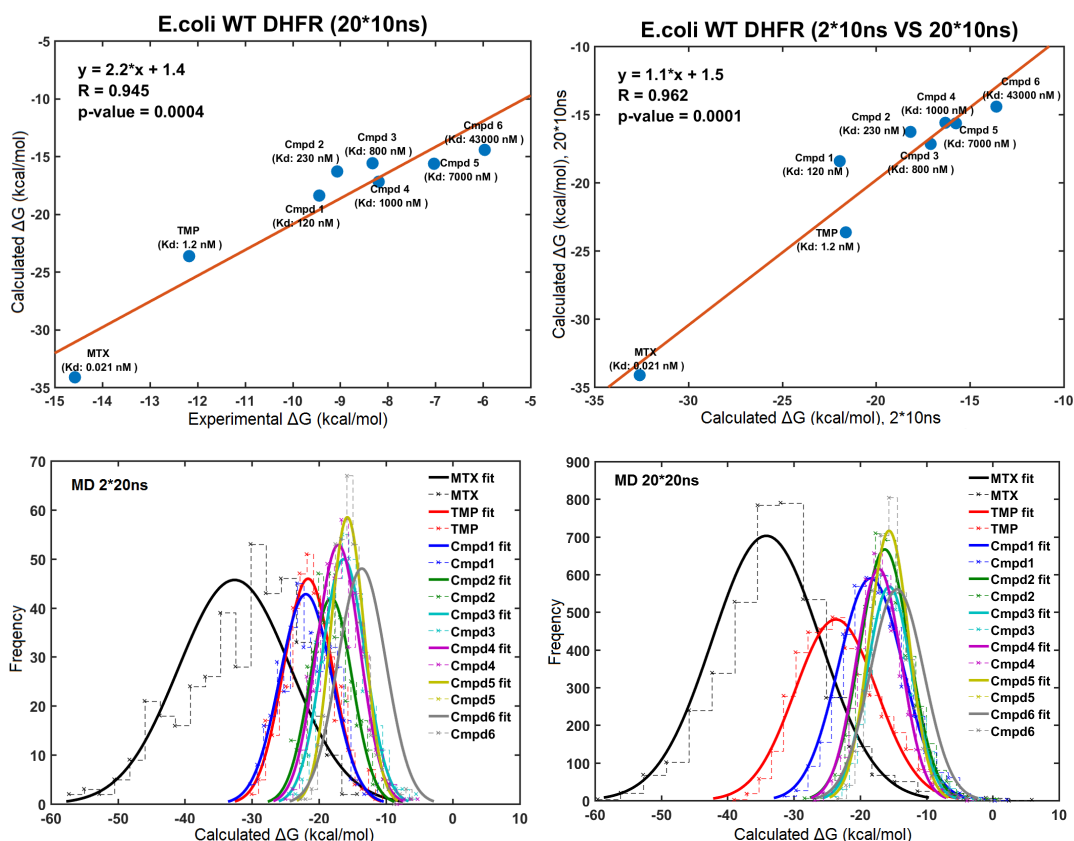 E.coli WT DHFR (20*10ns)
y = 2.2*x + 1.4
R = 0.945
p-value = 0.0004
Cmpd 6
(Kd: 43000 nM )
Cmpd 3
(Kd: 800 nM )
Cmpd 2
(Kd: 230 nM )
Cmpd 5
(Kd: 7000 nM )
Cmpd 4
(Kd: 1000 nM )
Cmpd 1
(Kd: 120 nM )
TMP
(Kd: 1.2 nM )
MTX
(Kd: 0.021 nM )
-5
-10
-15
-20
-25
-30
-35
-15 -14 -13 -12 -11 -10 -9 -8 -7 -6 -5
Calculated ΔG (kcal/mol)
Experimental ΔG (kcal/mol)
E.coli WT DHFR (2*10ns VS 20*10ns)
y = 1.1*x + 1.5
R = 0.962
p-value = 0.0001
Cmpd 6
(Kd: 43000 nM )
Cmpd 4
(Kd: 1000 nM )
Cmpd 2
(Kd: 230 nM )
Cmpd 5
(Kd: 7000 nM )
Cmpd 3
(Kd: 800 nM )
Cmpd 1
(Kd: 120 nM )
TMP
(Kd: 1.2 nM )
MTX
(Kd: 0.021 nM )
-10
-15
-20
-25
-30
-35
-35 -30 -25 -20 -15 -10
Calculated ΔG (kcal/mol), 20*10ns
Calculated ΔG (kcal/mol), 2*10ns
MD 2*20ns
MTX fit
MTX
TMP fit
TMP
Cmpd1 fit
Cmpd1
Cmpd2 fit
Cmpd2
Cmpd3 fit
Cmpd3
Cmpd4 fit
Cmpd4
Cmpd5 fit
Cmpd5
Cmpd6 fit
Cmpd6
70
60
50
40
30
20
10
0
-60 -50 -40 -30 -20 -10 0 10
Freqency
Calculated ΔG (kcal/mol)
MD 20*20ns
MTX fit
MTX
TMP fit
TMP
Cmpd1 fit
Cmpd1
Cmpd2 fit
Cmpd2
Cmpd3 fit
Cmpd3
Cmpd4 fit
Cmpd4
Cmpd5 fit
Cmpd5
Cmpd6 fit
Cmpd6
900
800
700
600
500
400
300
200
100
0
-60 -50 -40 -30 -20 -10 0 10
Freqency
Calculated ΔG (kcal/mol)